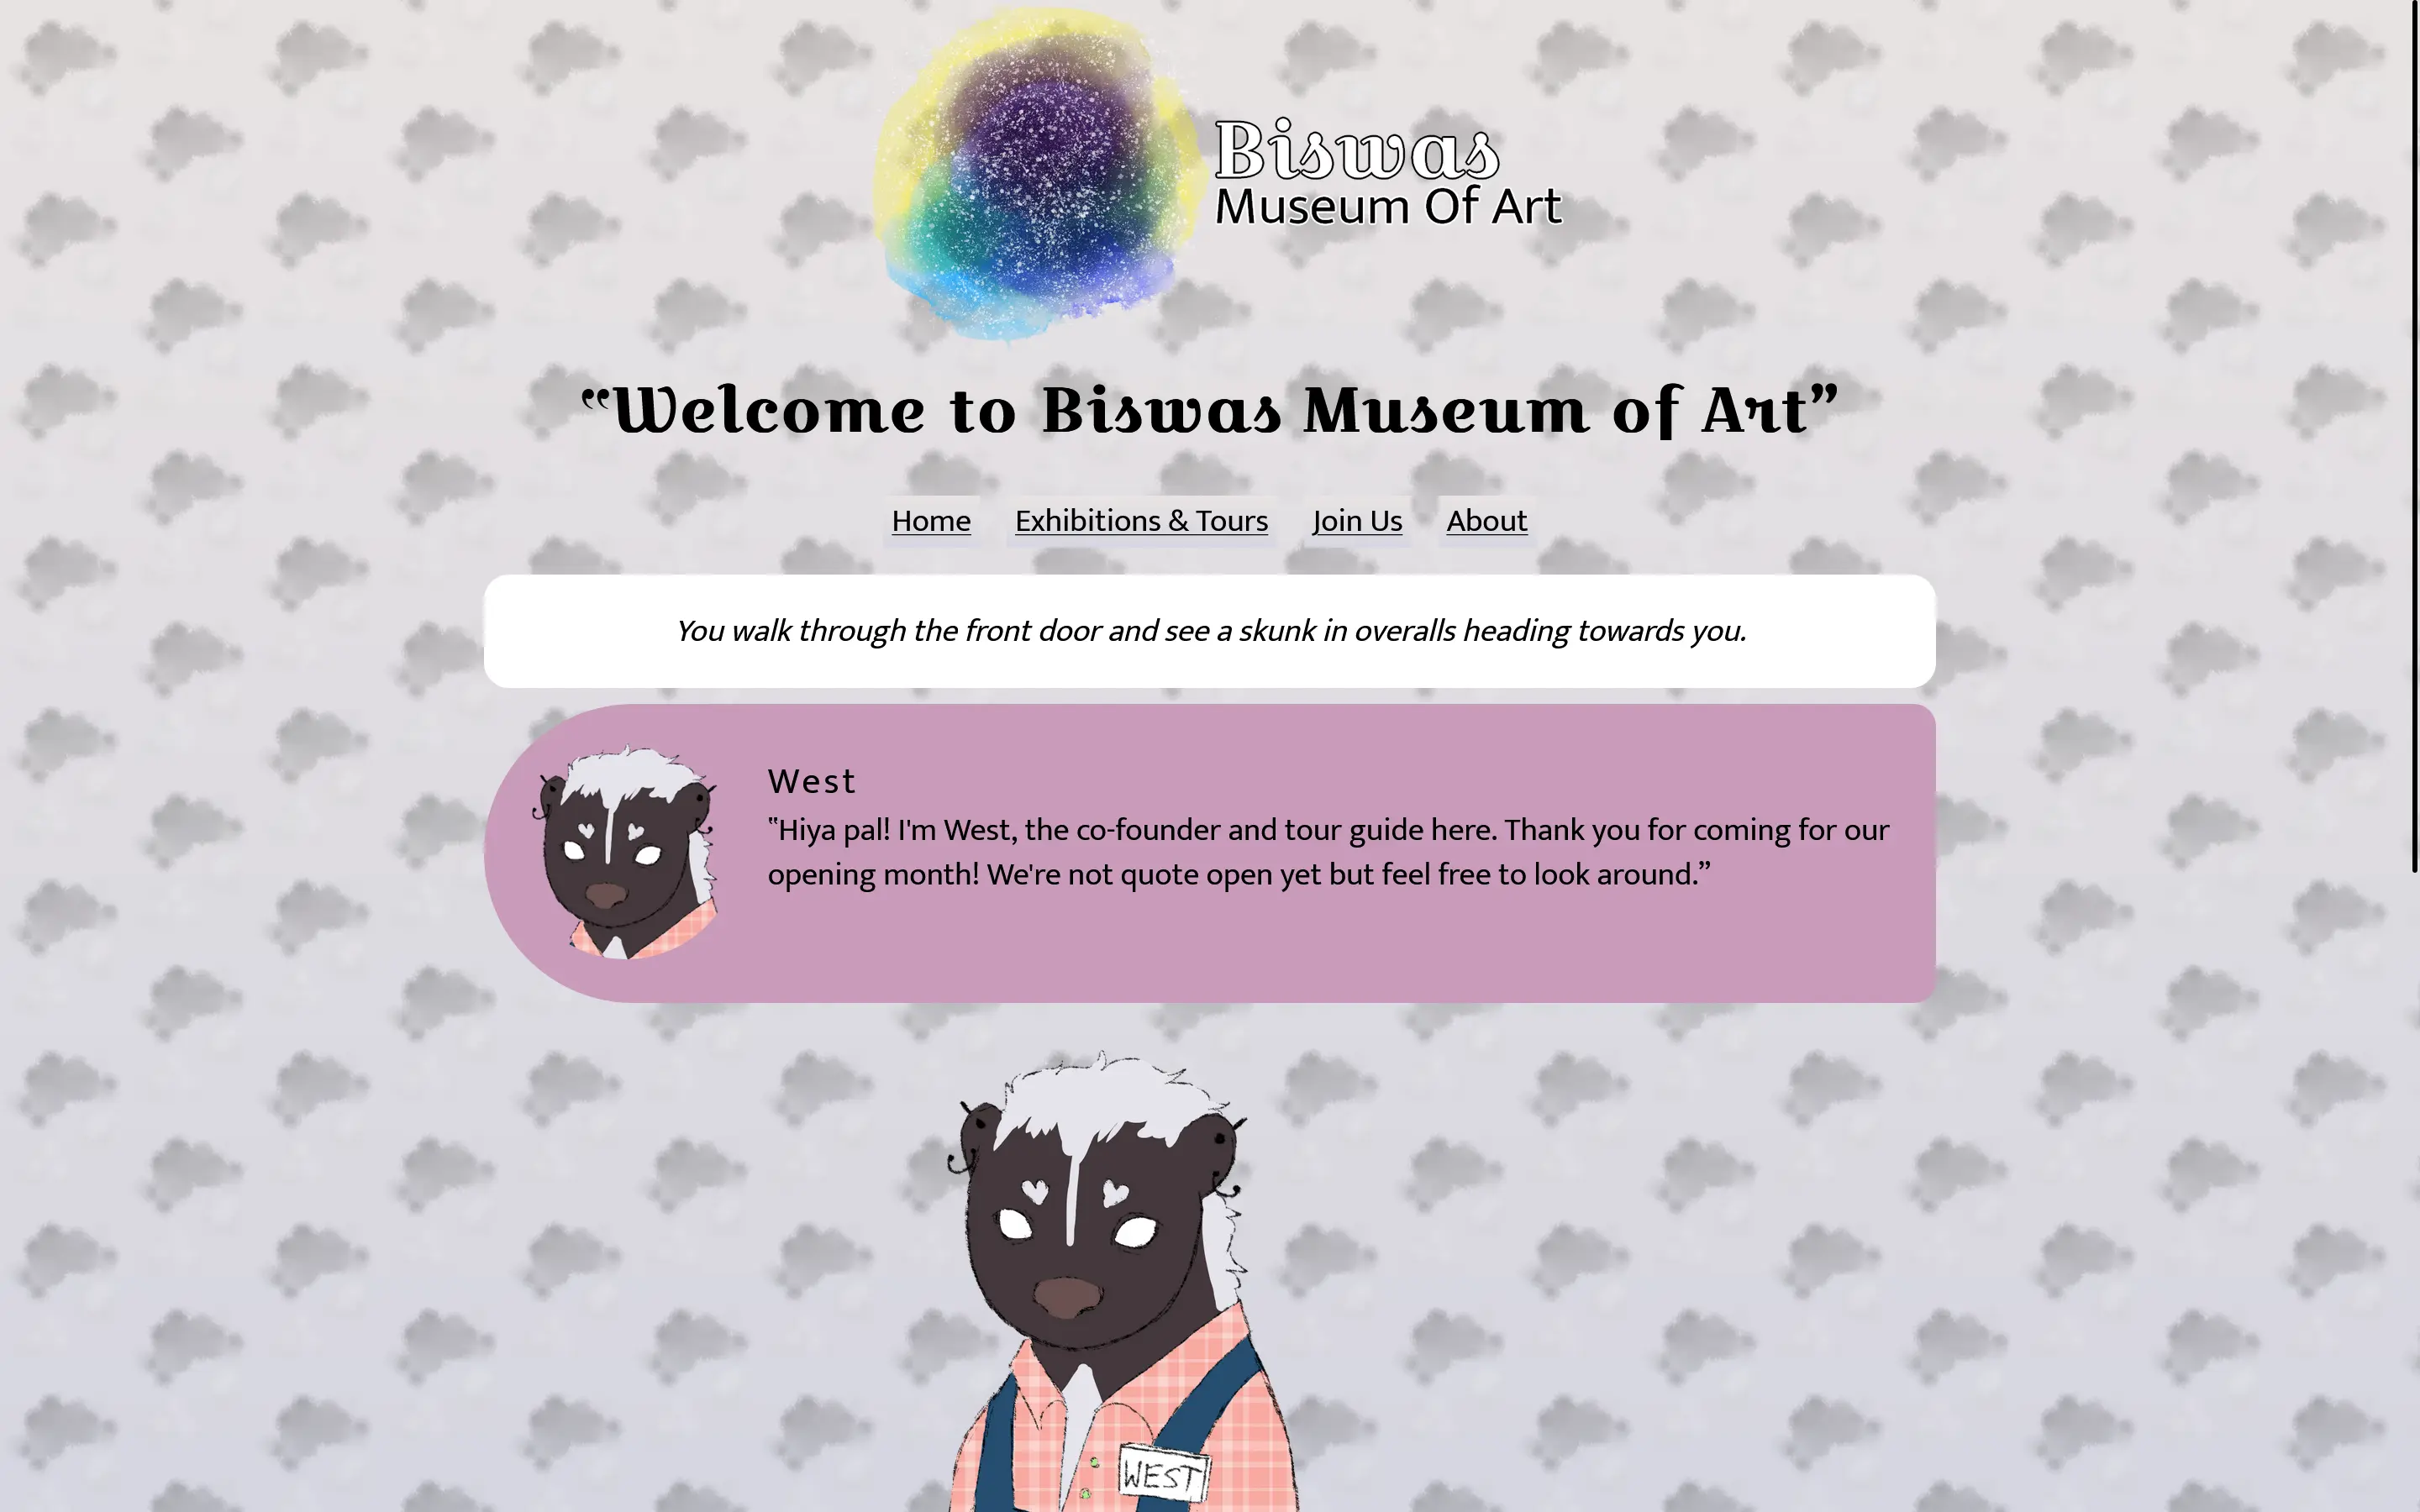 Biswas
Museum Of Art
“Welcome to Biswas Museum of Art”
Home Exhibitions & Tours Join Us About
You walk through the front door and see a skunk in overalls heading towards you.
West
“Hiya pal! I'm West, the co-founder and tour guide here. Thank you for coming for our
opening month! We're not quote open yet but feel free to look around.”
WEST